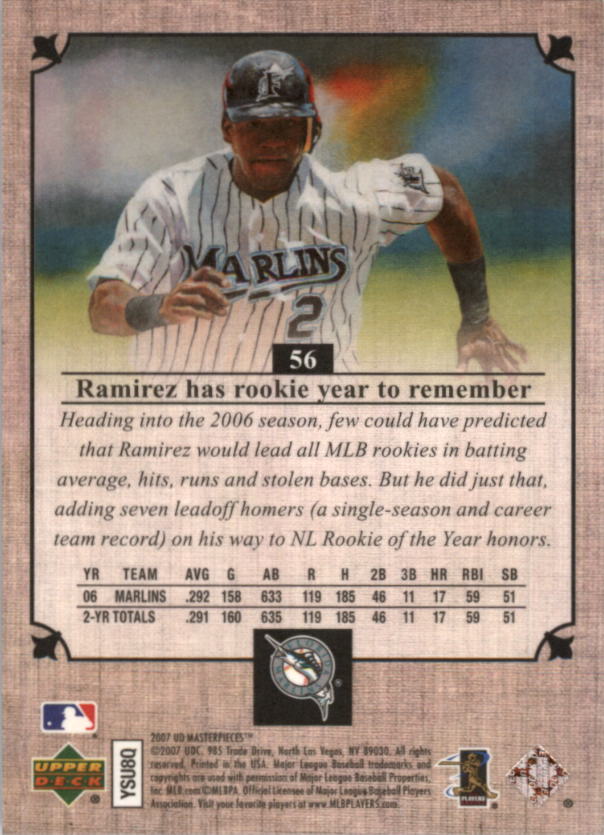 F
MARLINS
2
56
Ramirez has rookie year to remember
Heading into the 2006 season, few could have predicted
that Ramirez would lead all MLB rookies in batting
average, hits, runs and stolen bases. But he did just that,
adding seven leadoff homers (a single-season and career
team record) on his way to NL Rookie of the Year honors.
YR TEAM AVG G AB R H 2B 3B HR RBI SB
06 MARLINS .292 158 633 119 185 46 11 17 59 51
2-YR TOTALS .291 160 635 119 185 46 11 17 59 51
2007 UD MASTERPIECES™
©2007 UDC. 985 Trade Drive, North Las Vegas, NV 89030. All rights
reserved. Printed in the USA. Major League Baseball trademarks and
copyrights are used with permission of Major League Baseball Properties,
Inc. MLB.com ©MLBPA. Official Licensee of Major League Baseball Players
Association. Visit your favorite players at www.MLBPLAYERS.com.
UPPER
DECK
®
YSU8Q
PLAYERS